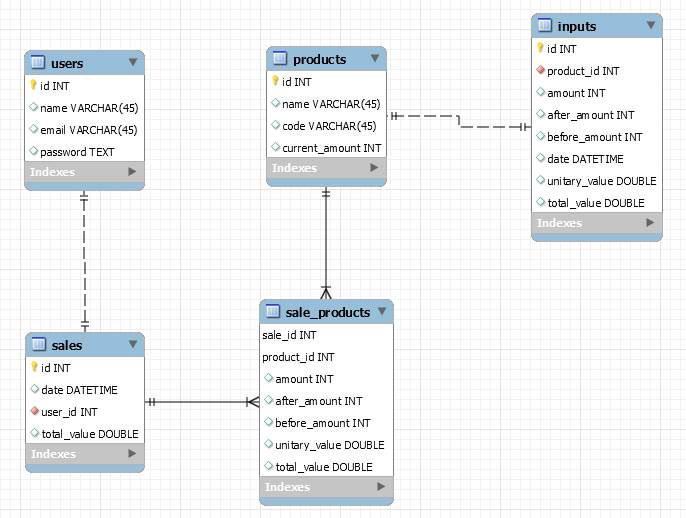 users
id INT
name VARCHAR(45)
email VARCHAR(45)
password TEXT
Indexes
products
id INT
name VARCHAR(45)
code VARCHAR(45)
current_amount INT
Indexes
inputs
id INT
product_id INT
amount INT
after_amount INT
before_amount INT
date DATETIME
unitary_value DOUBLE
total_value DOUBLE
Indexes
sales
id INT
date DATETIME
user_id INT
total_value DOUBLE
Indexes
sale_products
sale_id INT
product_id INT
amount INT
after_amount INT
before_amount INT
unitary_value DOUBLE
total_value DOUBLE
Indexes